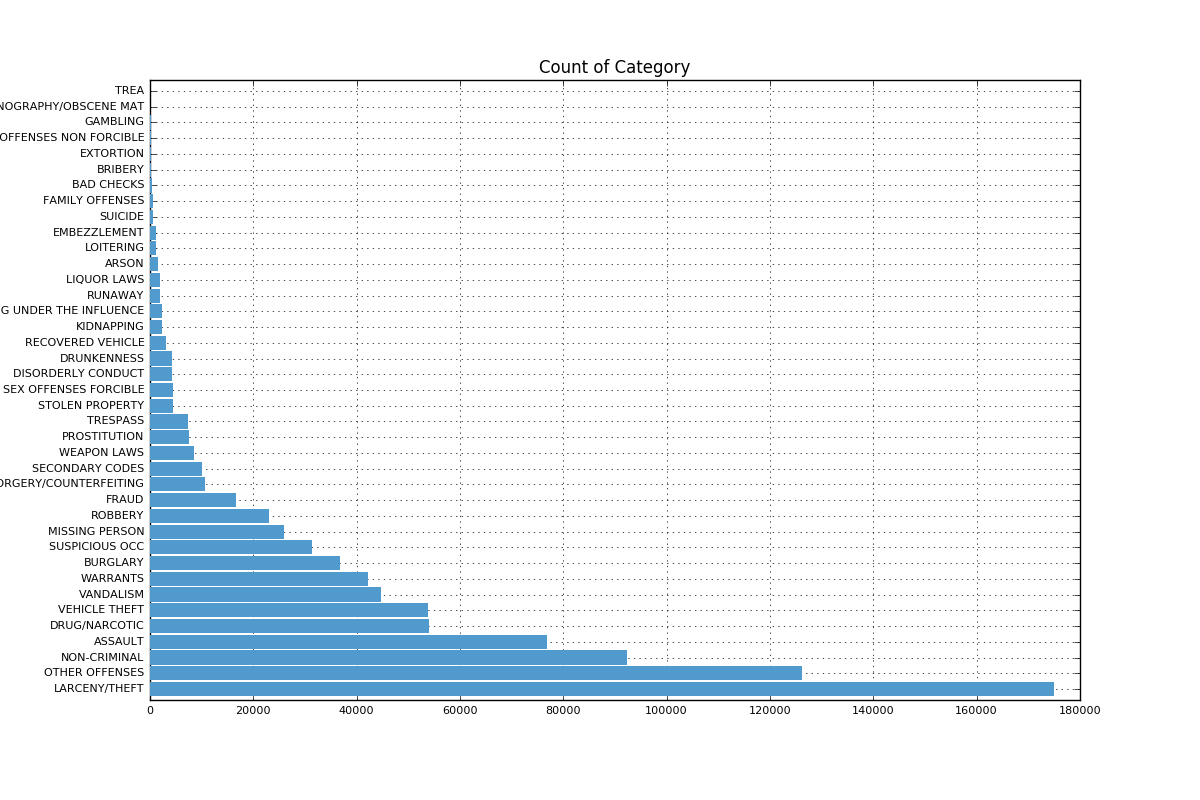 Count of Category
TREA
NOGRAPHY/OBSCENE MAT
GAMBLING
OFFENSES NON FORCIBLE
EXTORTION
BRIBERY
BAD CHECKS
FAMILY OFFENSES
SUICIDE
EMBEZZLEMENT
LOITERING
ARSON
LIQUOR LAWS
RUNAWAY
G UNDER THE INFLUENCE
KIDNAPPING
RECOVERED VEHICLE
DRUNKENNESS
DISORDERLY CONDUCT
SEX OFFENSES FORCIBLE
STOLEN PROPERTY
TRESPASS
PROSTITUTION
WEAPON LAWS
SECONDARY CODES
ORGERY/COUNTERFEITING
FRAUD
ROBBERY
MISSING PERSON
SUSPICIOUS OCC
BURGLARY
WARRANTS
VANDALISM
VEHICLE THEFT
DRUG/NARCOTIC
ASSAULT
NON-CRIMINAL
OTHER OFFENSES
LARCENY/THEFT
0 20000 40000 60000 80000 100000 120000 140000 160000 180000